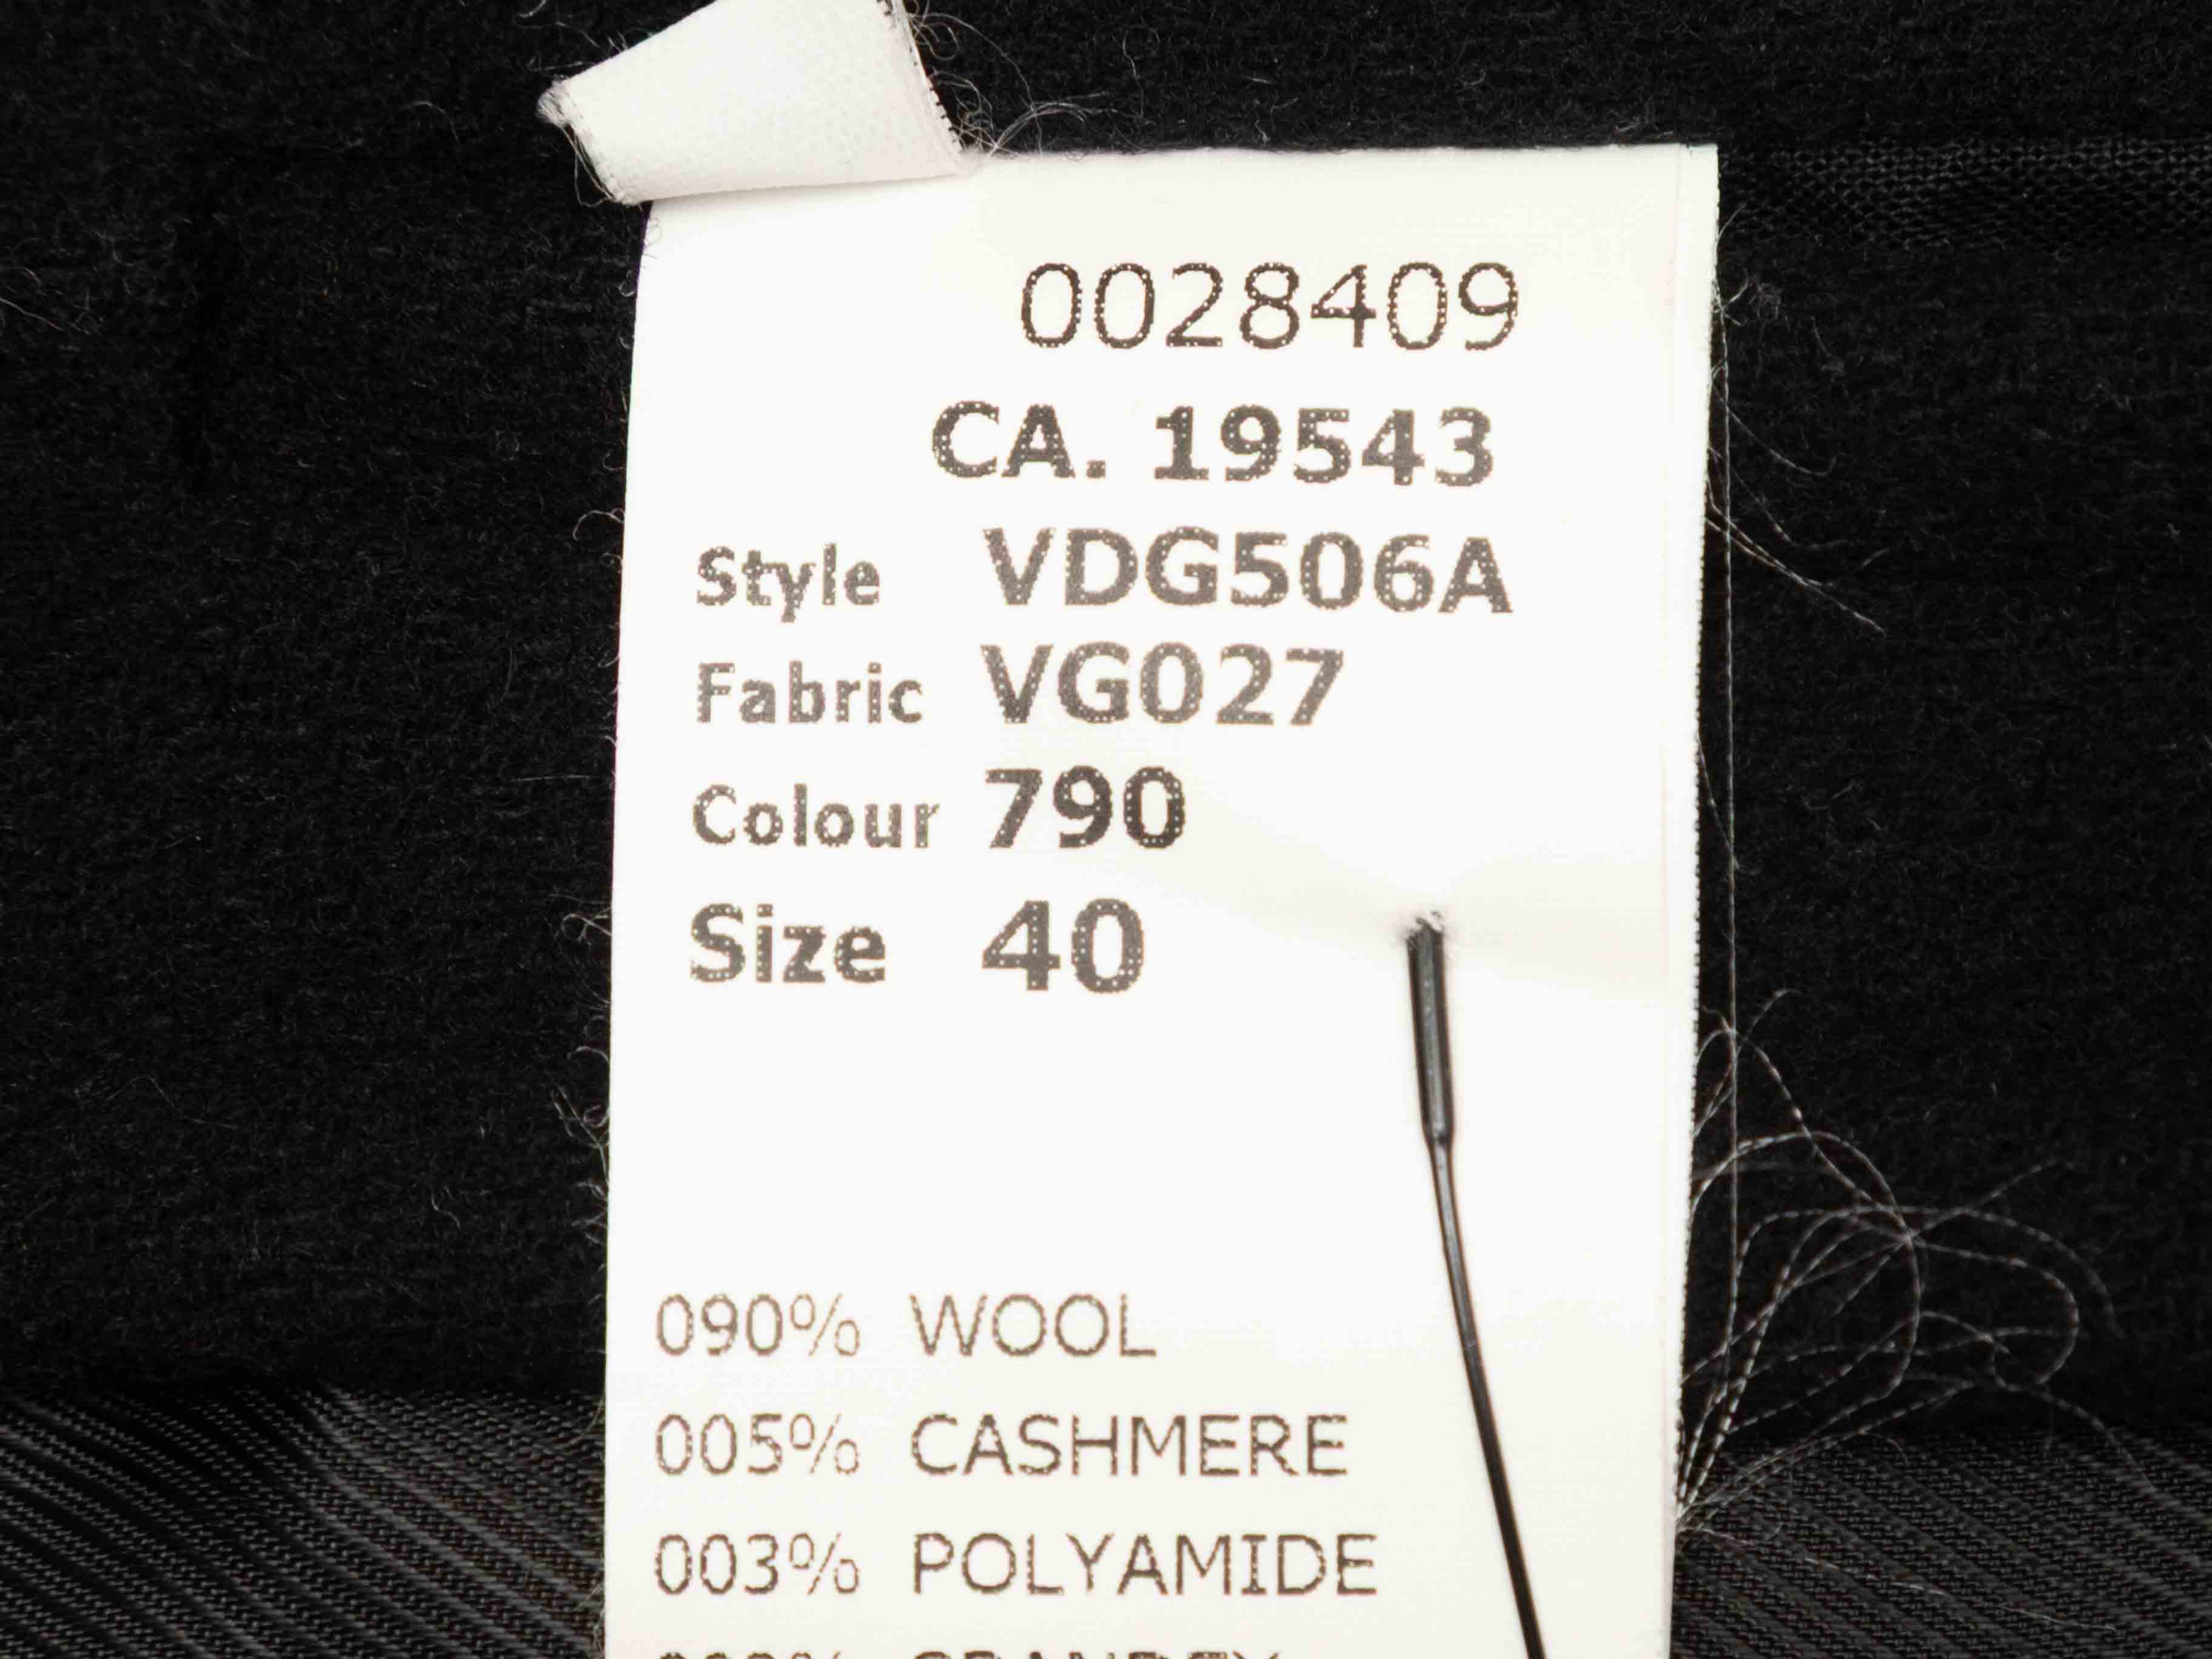 0028409
CA. 19543
Style VDG506A
Fabric VG027
Colour 790
Size 40
090% WOOL
005% CASHMERE
003% POLYAMIDE